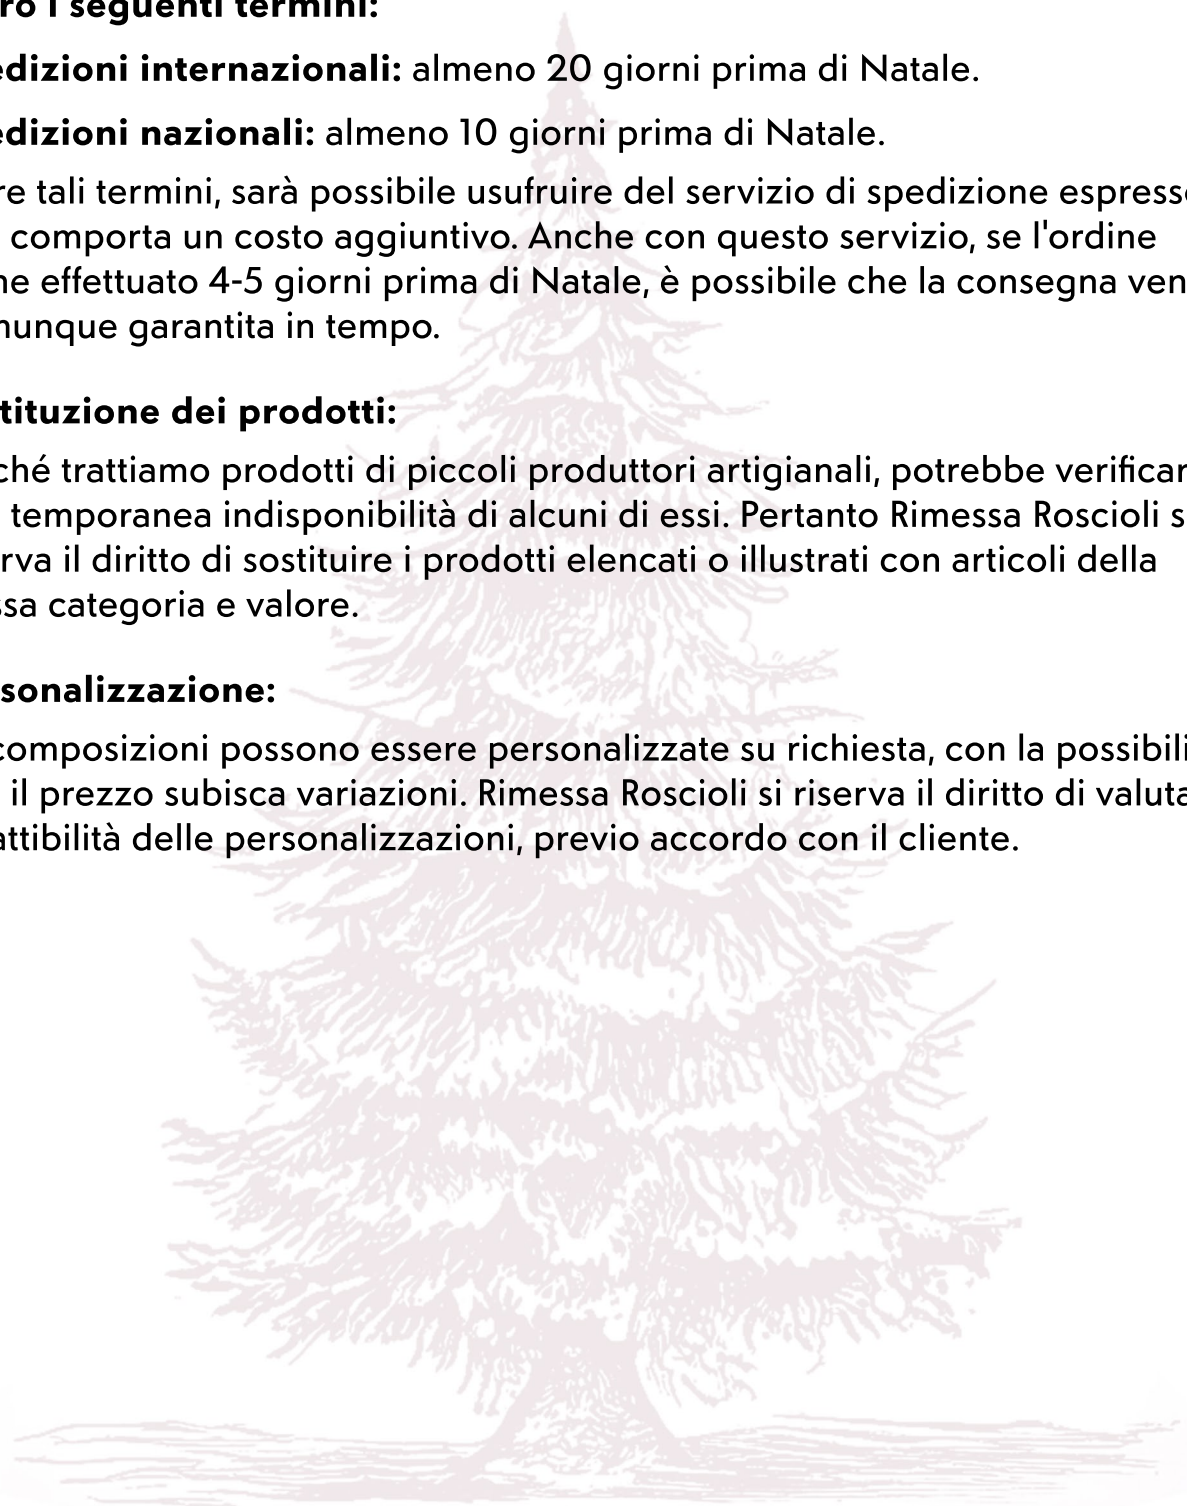 ro i seguenti termini:
edizioni internazionali: almeno 20 giorni prima di Natale.
edizioni nazionali: almeno 10 giorni prima di Natale.
re tali termini, sarà possibile usufruire del servizio di spedizione espress
comporta un costo aggiuntivo. Anche con questo servizio, se l'ordine
ne effettuato 4-5 giorni prima di Natale, è possibile che la consegna ven
nunque garantita in tempo.
tituzione dei prodotti:
ché trattiamo prodotti di piccoli produttori artigianali, potrebbe verificar
temporanea indisponibilità di alcuni di essi. Pertanto Rimessa Roscioli s
rva il diritto di sostituire i prodotti elencati o illustrati con articoli della
ssa categoria e valore.
sonalizzazione:
composizioni possono essere personalizzate su richiesta, con la possibili
il prezzo subisca variazioni. Rimessa Roscioli si riserva il diritto di valuta
attibilità delle personalizzazioni, previo accordo con il cliente.